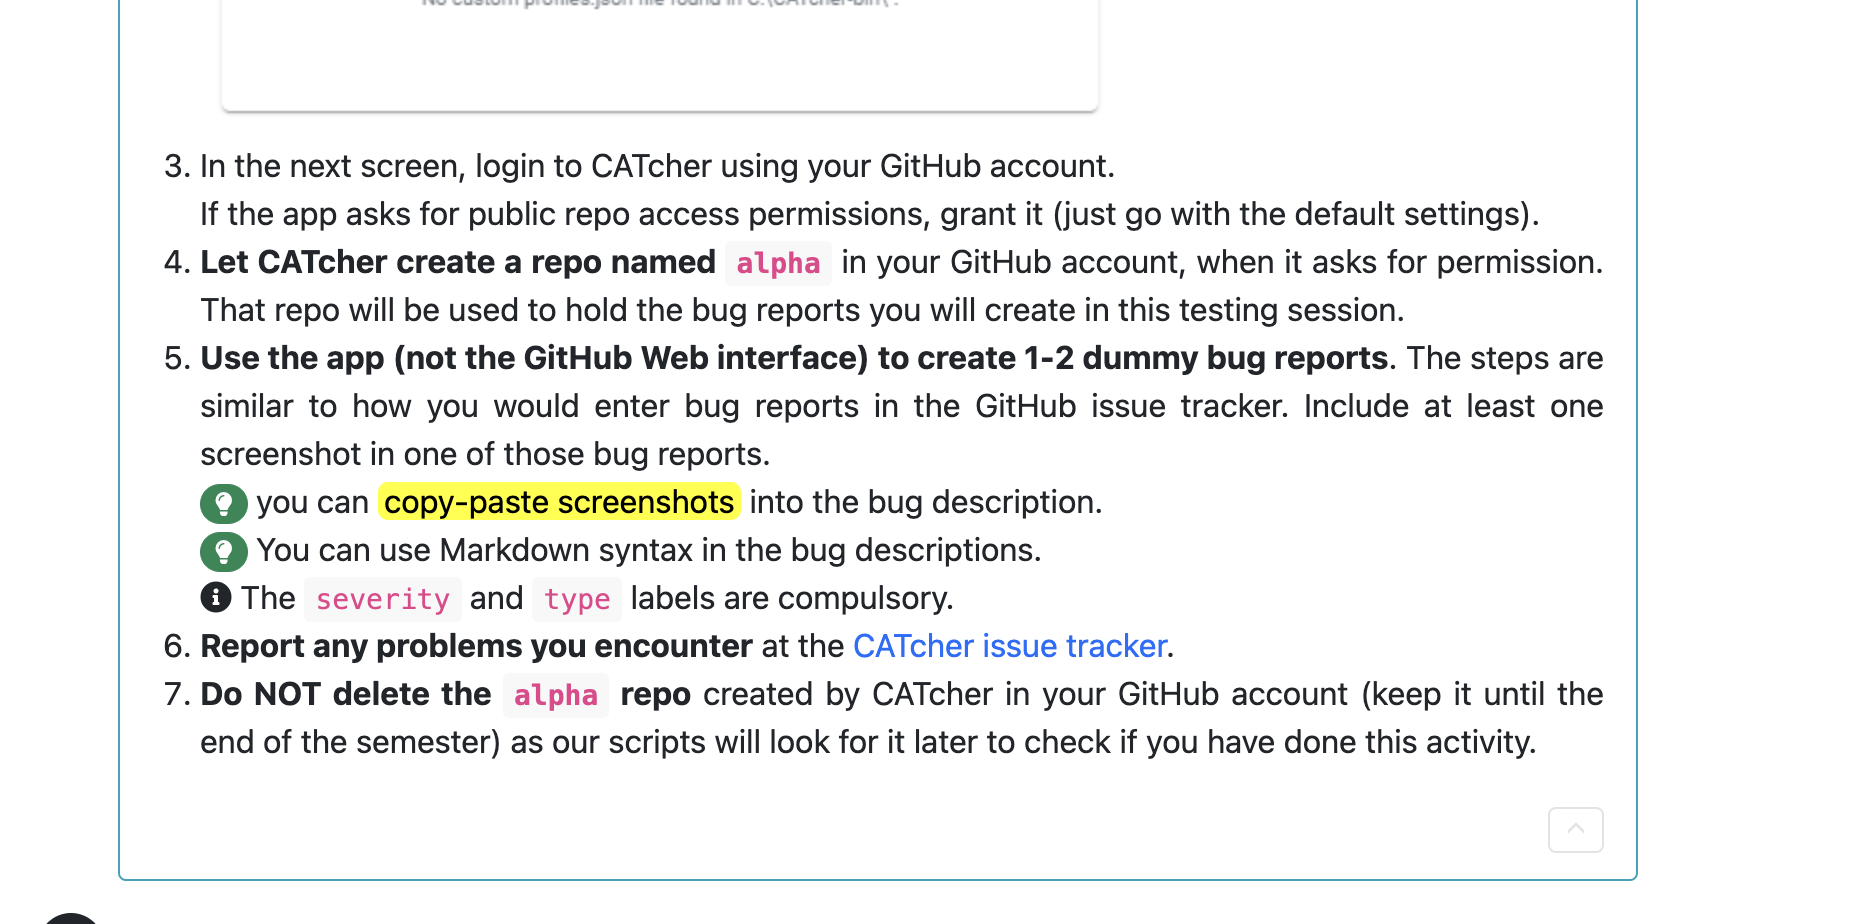 3. In the next screen, login to CATcher using your GitHub account.
If the app asks for public repo access permissions, grant it (just go with the default settings).
4. Let CATcher create a repo named alpha in your GitHub account, when it asks for permission.
That repo will be used to hold the bug reports you will create in this testing session.
5. Use the app (not the GitHub Web interface) to create 1-2 dummy bug reports. The steps are
similar to how you would enter bug reports in the GitHub issue tracker. Include at least one
screenshot in one of those bug reports.
you can copy-paste screenshots into the bug description.
You can use Markdown syntax in the bug descriptions.
The severity and type labels are compulsory.
6. Report any problems you encounter at the CATcher issue tracker.
7. Do NOT delete the alpha repo created by CATcher in your GitHub account (keep it until the
end of the semester) as our scripts will look for it later to check if you have done this activity.